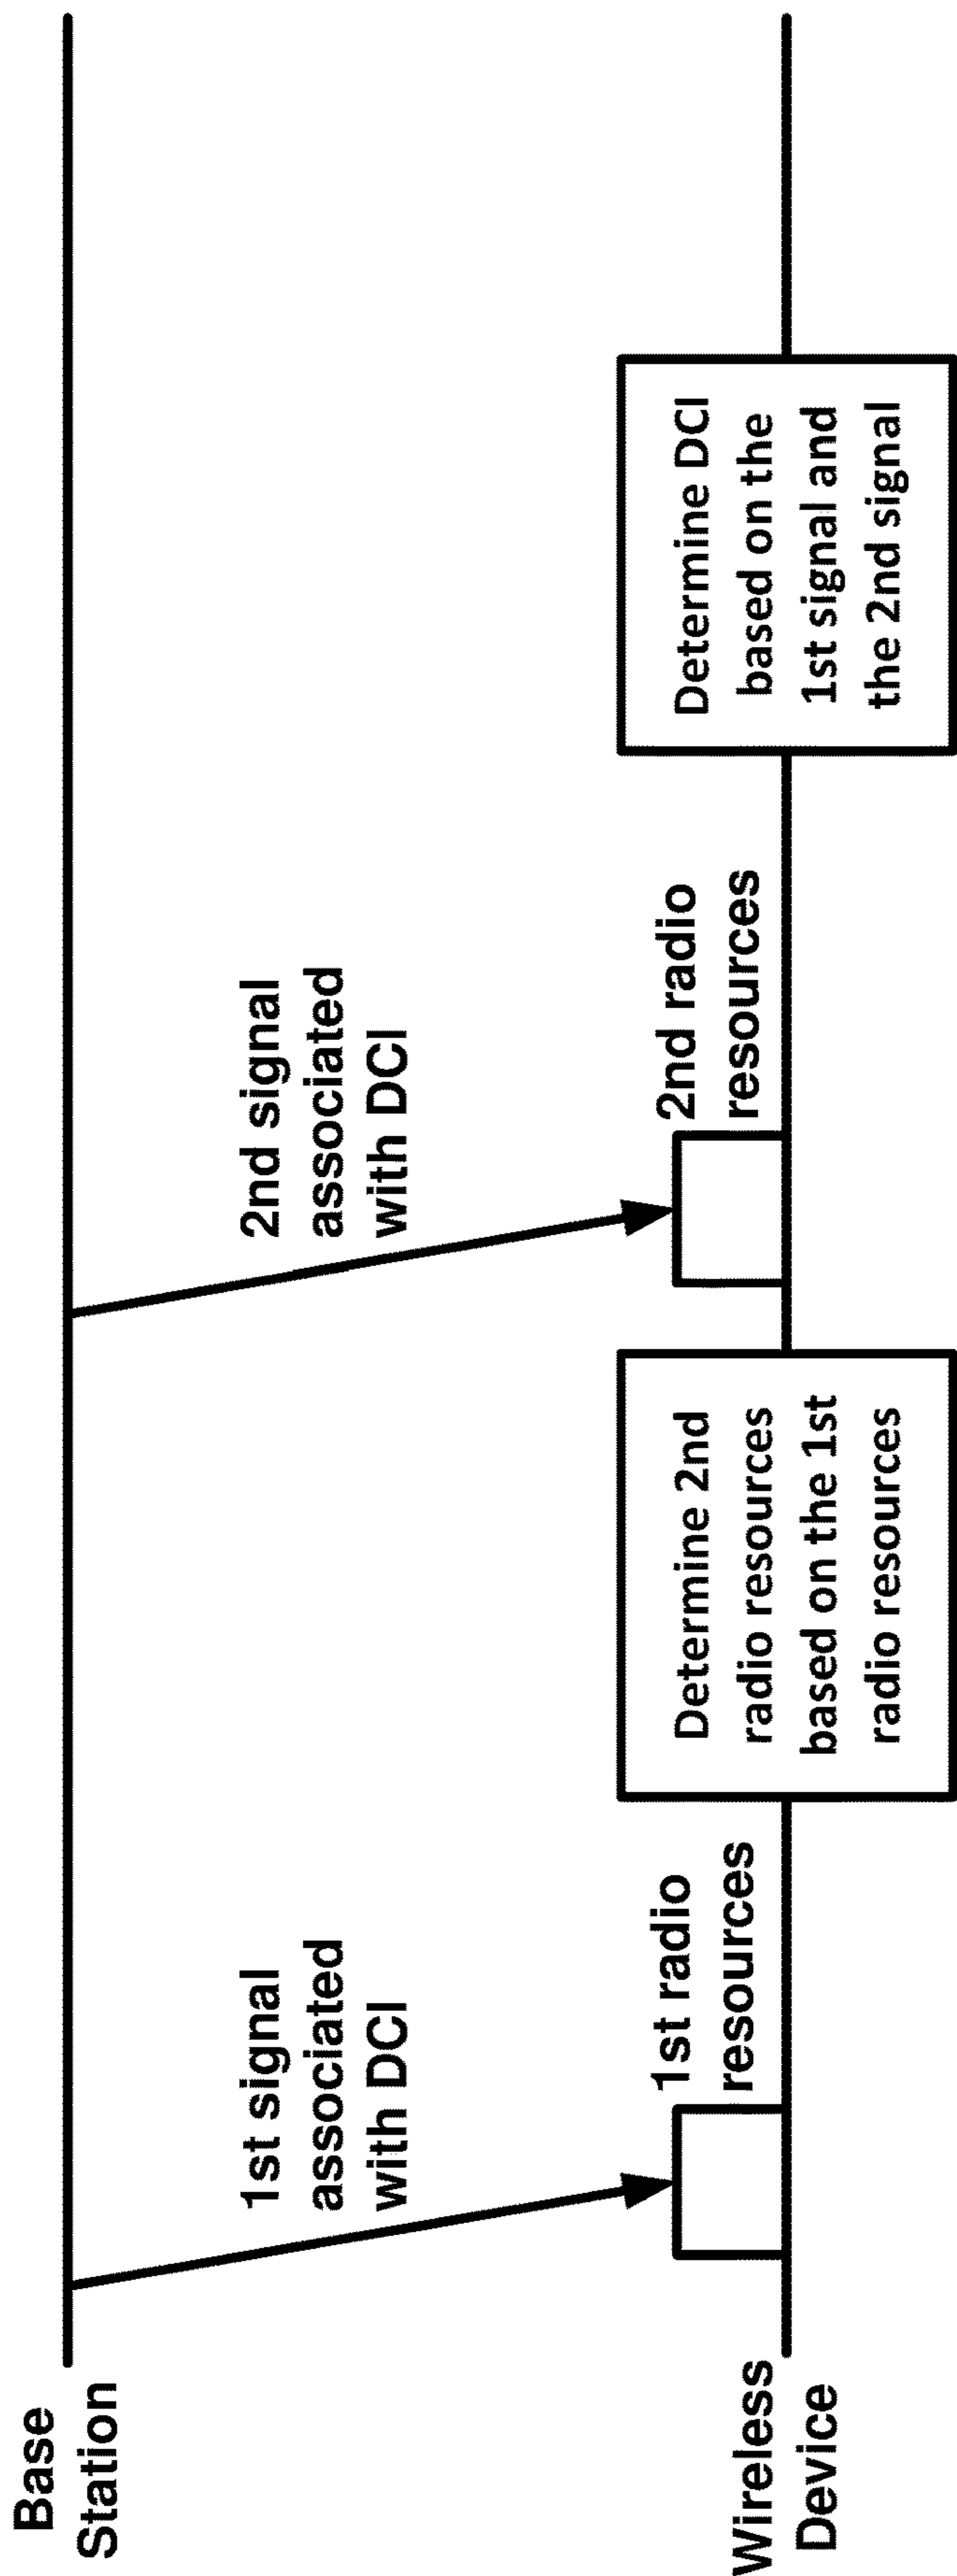 Base
Station
1st signal
associated
with DCI
2nd signal
associated
with DCI
Wireless
Device
1st radio
resources
Determine 2nd
radio resources
based on the 1st
radio resources
2nd radio
resources
Determine DCI
based on the
1st signal and
the 2nd signal